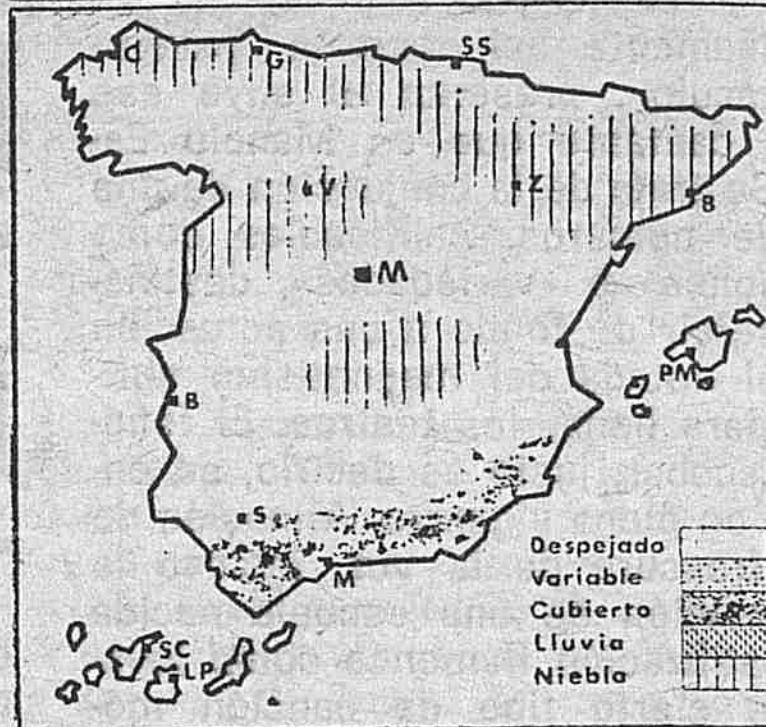 C
G
SS
V
Z
B
M
PM
B
S
M
SC
LP
Despejado
Variable
Cubierto
Lluvia
Niebla